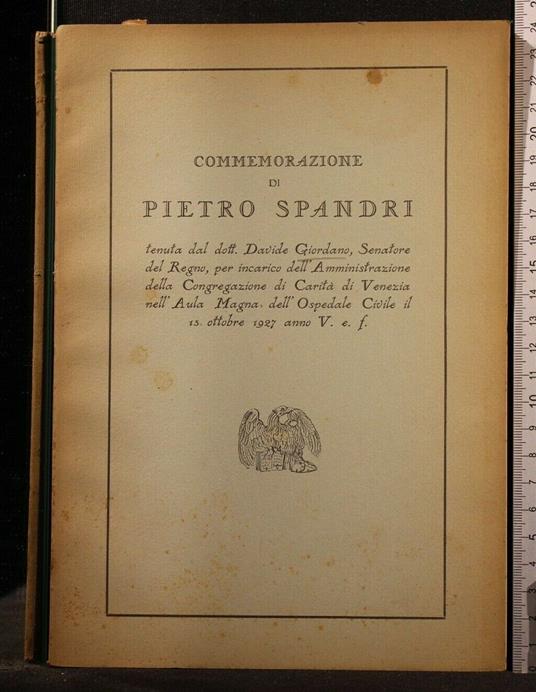 COMMEMORAZIONE
DI
PIETRO SPANDRI
tenuta dal dott. Davide Giordano, Senatore
del Regno, per incarico dell'Amministrazione
della Congregazione di Carità di Venezia
nell'Aula Magna dell'Ospedale Civile il
15 ottobre 1927 anno V. e. f.